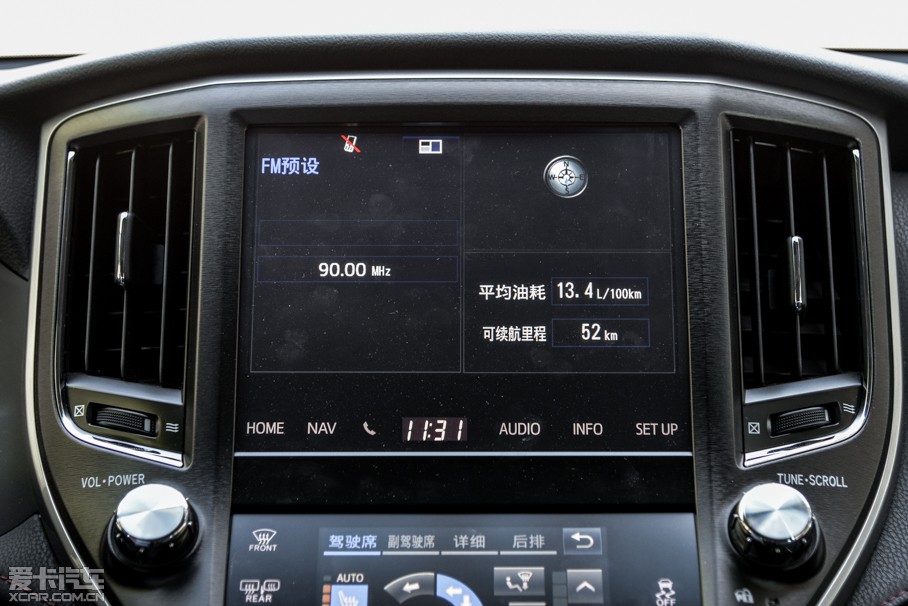 FM预设
N
W E
S
90.00 MHz
平均油耗 13.4 L/100km
可续航里程 52 km
HOME NAV 11:31 AUDIO INFO SET UP
VOL·POWER TUNE·SCROLL
FRONT 驾驶席 副驾驶席 详细 后排
AUTO
REAR OFF
爱卡汽车
XCAR.COM.CN